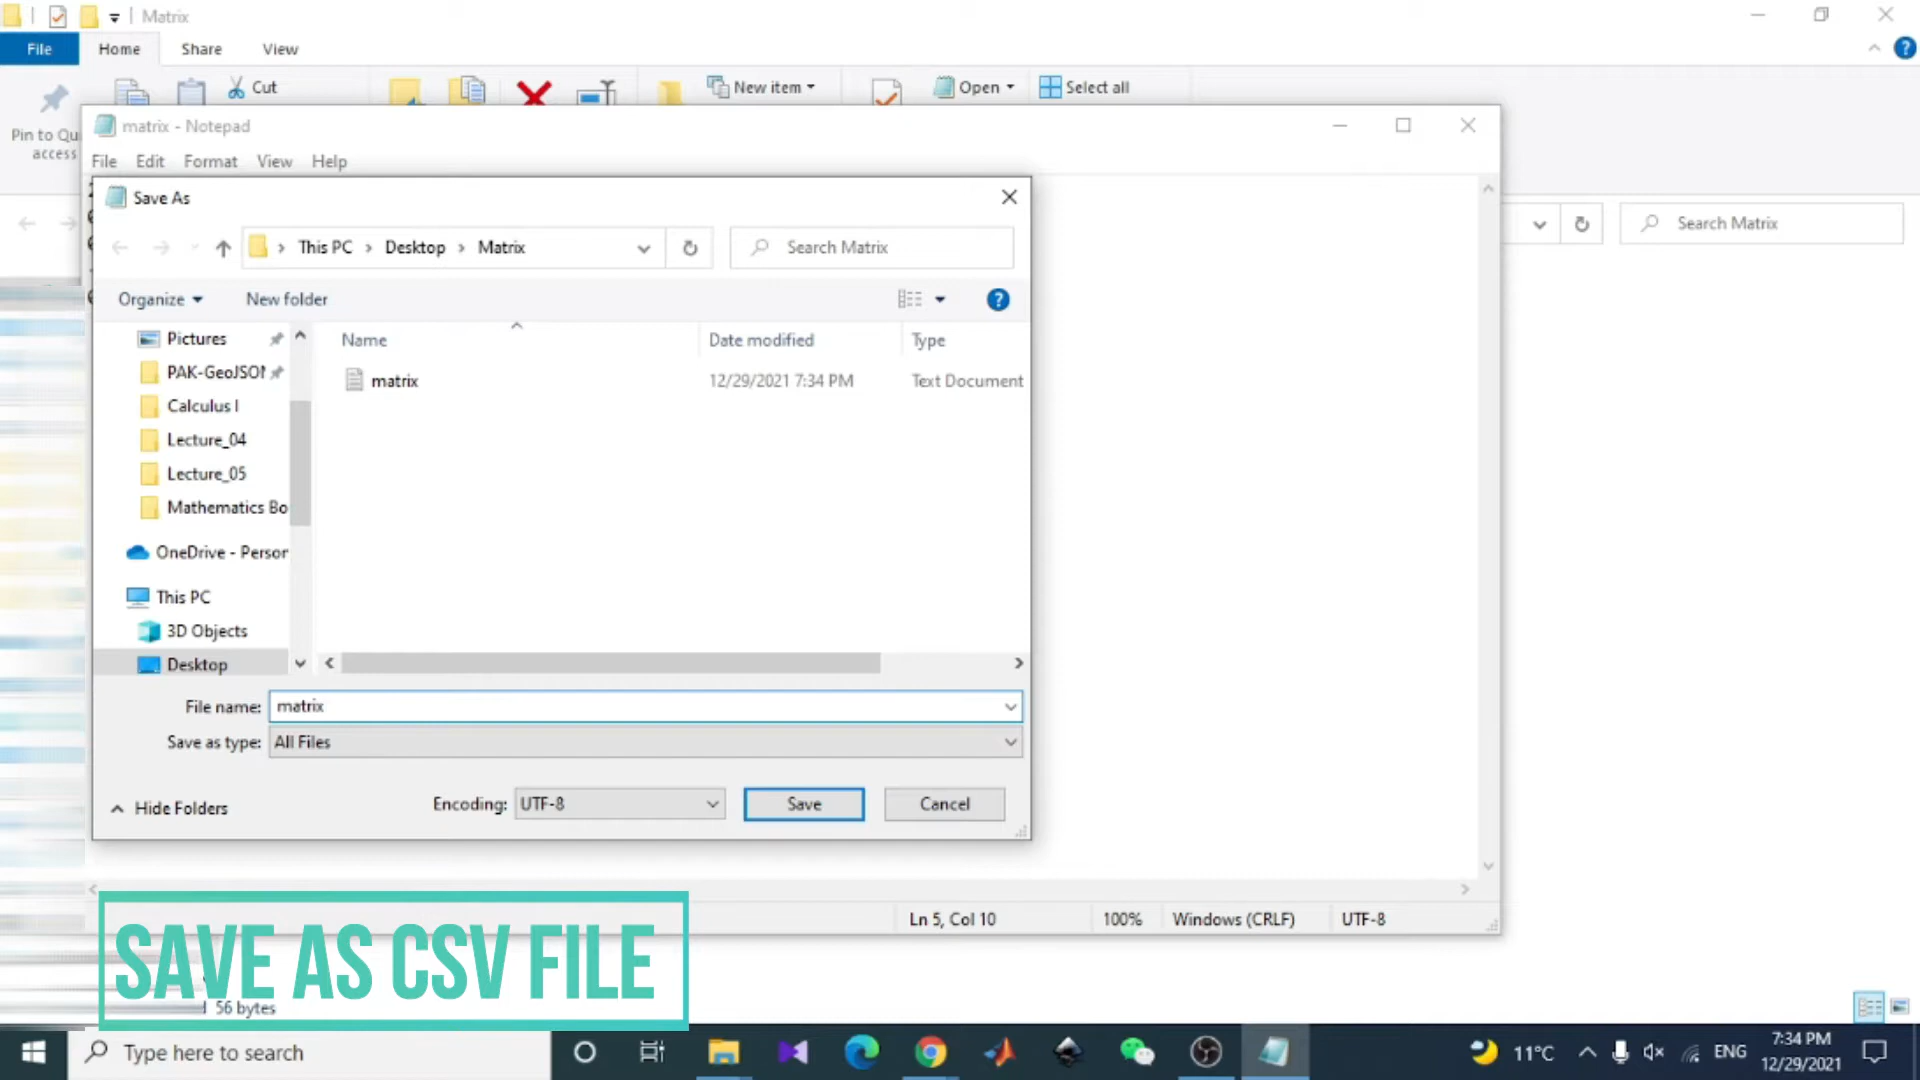 Matrix
File Home Share View
Cut
New item
Open
Select all
Pin to Qu
access
matrix - Notepad
File Edit Format View Help
Save As
This PC Desktop Matrix
Search Matrix
Search Matrix
Organize New folder
Pictures
PAK-GeoJSON
Calculus I
Lecture_04
Lecture_05
Mathematics Bo
OneDrive - Person
This PC
3D Objects
Desktop
Name Date modified Type
matrix 12/29/2021 7:34 PM Text Document
File name: matrix
Save as type: All Files
Hide Folders
Encoding: UTF-8 Save Cancel
Ln 5, Col 10 100% Windows (CRLF) UTF-8
SAVE AS CSV FILE
56 bytes
Type here to search
11°C
ENG
7:34 PM
12/29/2021